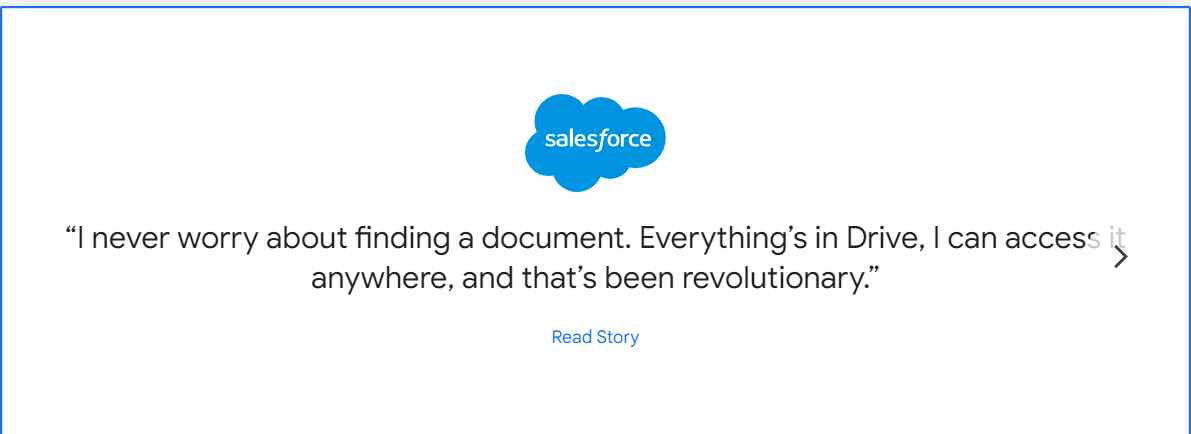 salesforce
“I never worry about finding a document. Everything’s in Drive, I can access it
anywhere, and that’s been revolutionary.”
Read Story